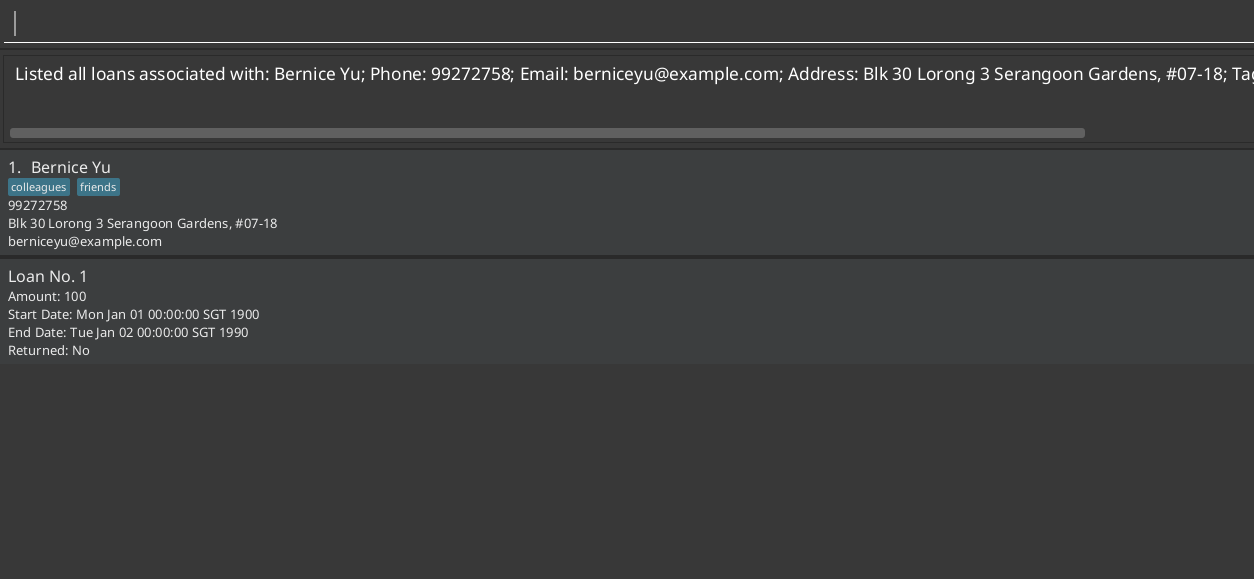 Listed all loans associated with: Bernice Yu; Phone: 99272758; Email: berniceyu@example.com; Address: Blk 30 Lorong 3 Serangoon Gardens, #07-18;
1. Bernice Yu
colleagues friends
99272758
Blk 30 Lorong 3 Serangoon Gardens, #07-18
berniceyu@example.com
Loan No. 1
Amount: 100
Start Date: Mon Jan 01 00:00:00 SGT 1900
End Date: Tue Jan 02 00:00:00 SGT 1990
Returned: No